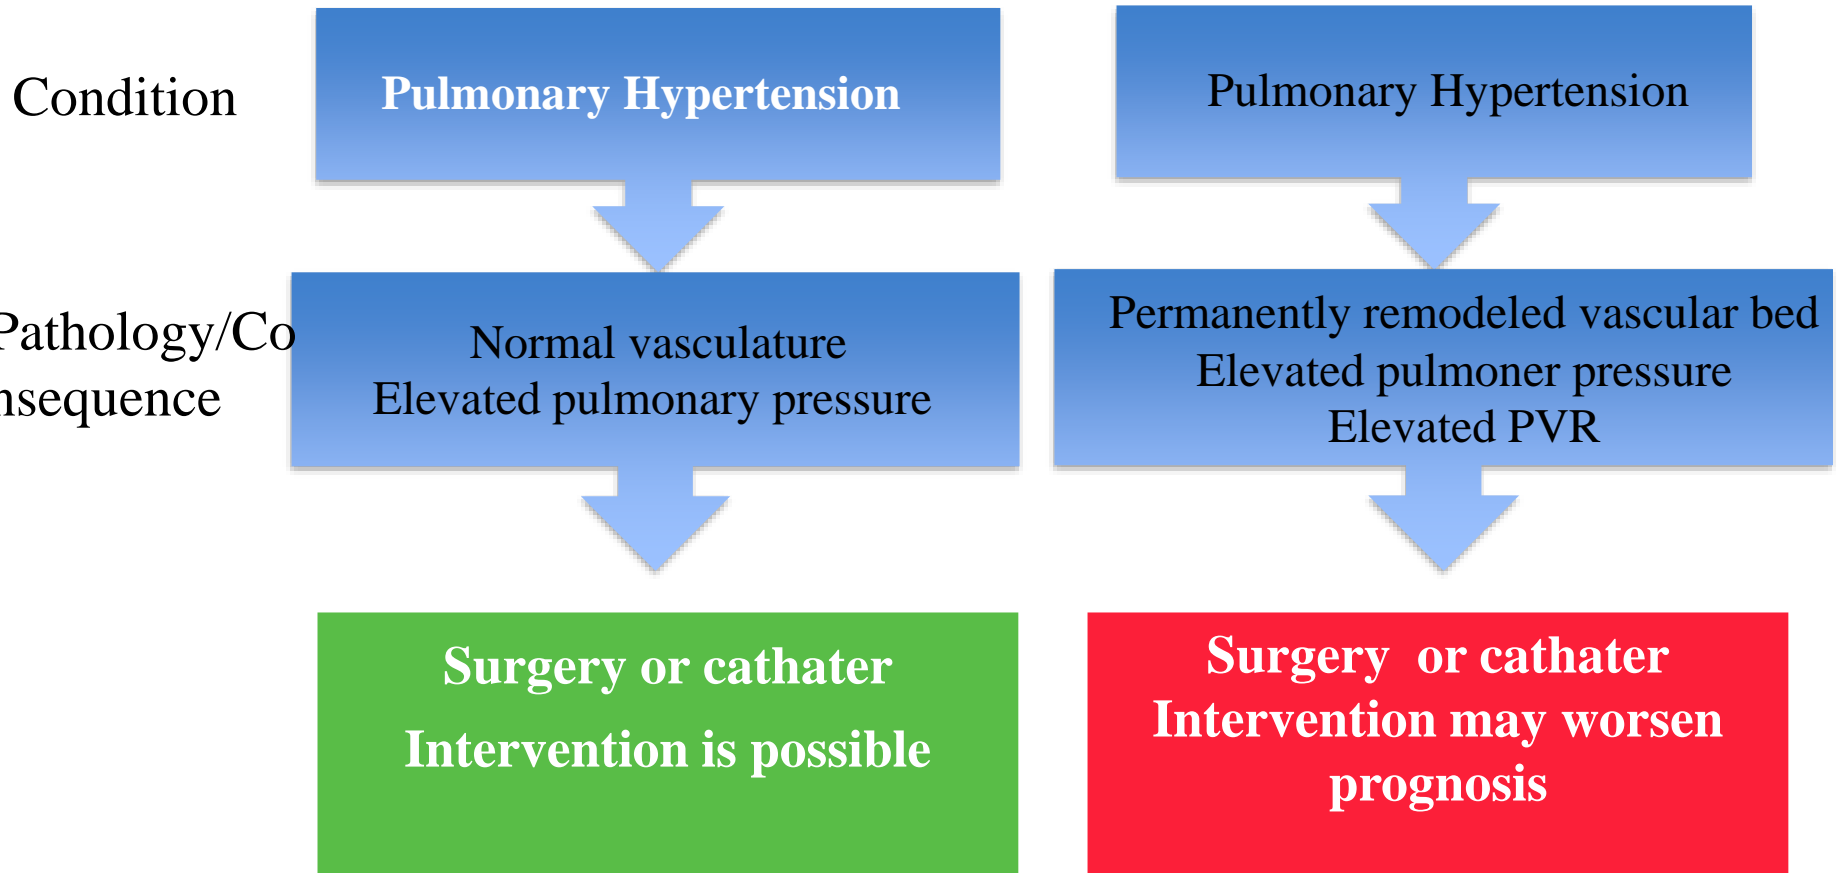 Condition
Pulmonary Hypertension
Pulmonary Hypertension
Pathology/Co
nsequence
Normal vasculature
Elevated pulmonary pressure
Permanently remodeled vascular bed
Elevated pulmoner pressure
Elevated PVR
Surgery or cathater
Intervention is possible
Surgery or cathater
Intervention may worsen
prognosis